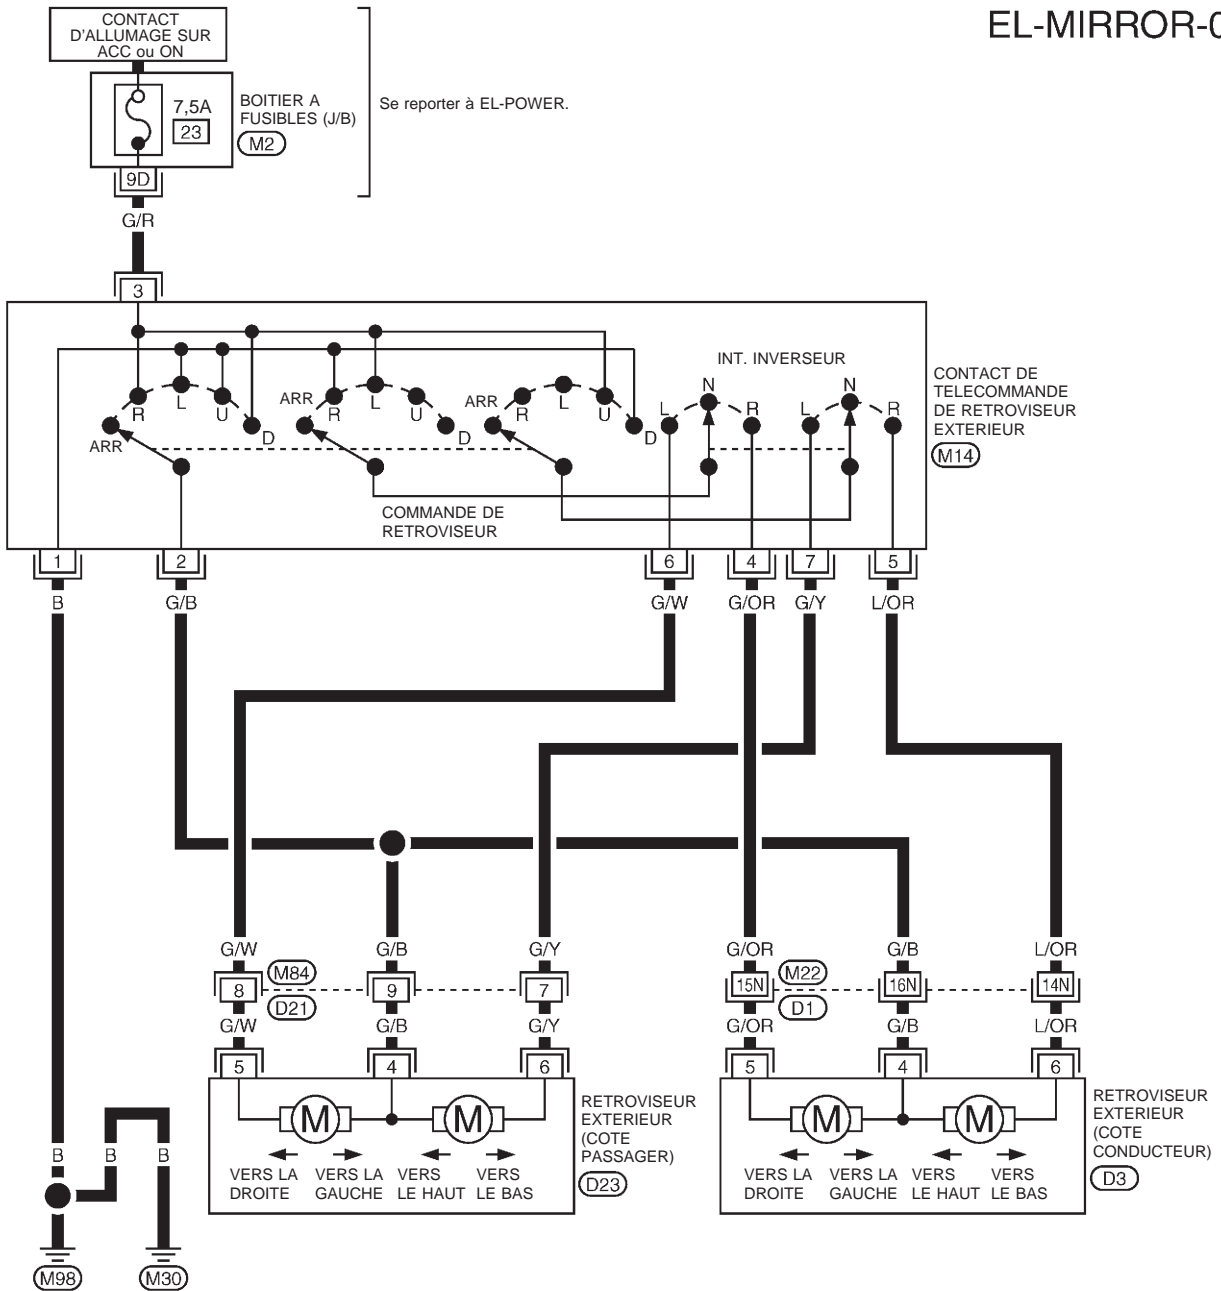 EL-MIRROR-0
CONTACT
D'ALLUMAGE SUR
ACC ou ON
7,5A
23
BOITIER A
FUSIBLES (J/B)
M2
Se reporter à EL-POWER.
9D
G/R
3
INT. INVERSEUR
ARR R L U D
ARR R L U D
ARR R L U D
L N R
L N R
COMMANDE DE
RETROVISEUR
CONTACT DE
TELECOMMANDE
DE RETROVISEUR
EXTERIEUR
M14
1 2 6 4 7 5
B G/B G/W G/OR G/Y L/OR
G/W G/B G/Y G/OR G/B L/OR
8 M84 9 7 15N M22 16N 14N
D21 D1
G/W G/B G/Y G/OR G/B L/OR
5 4 6 5 4 6
M M M M
RETROVISEUR
EXTERIEUR
(COTE
PASSAGER)
D23
RETROVISEUR
EXTERIEUR
(COTE
CONDUCTEUR)
D3
VERS LA
DROITE
VERS LA
GAUCHE
VERS
LE HAUT
VERS
LE BAS
VERS LA
DROITE
VERS LA
GAUCHE
VERS
LE HAUT
VERS
LE BAS
B B B
M98 M30